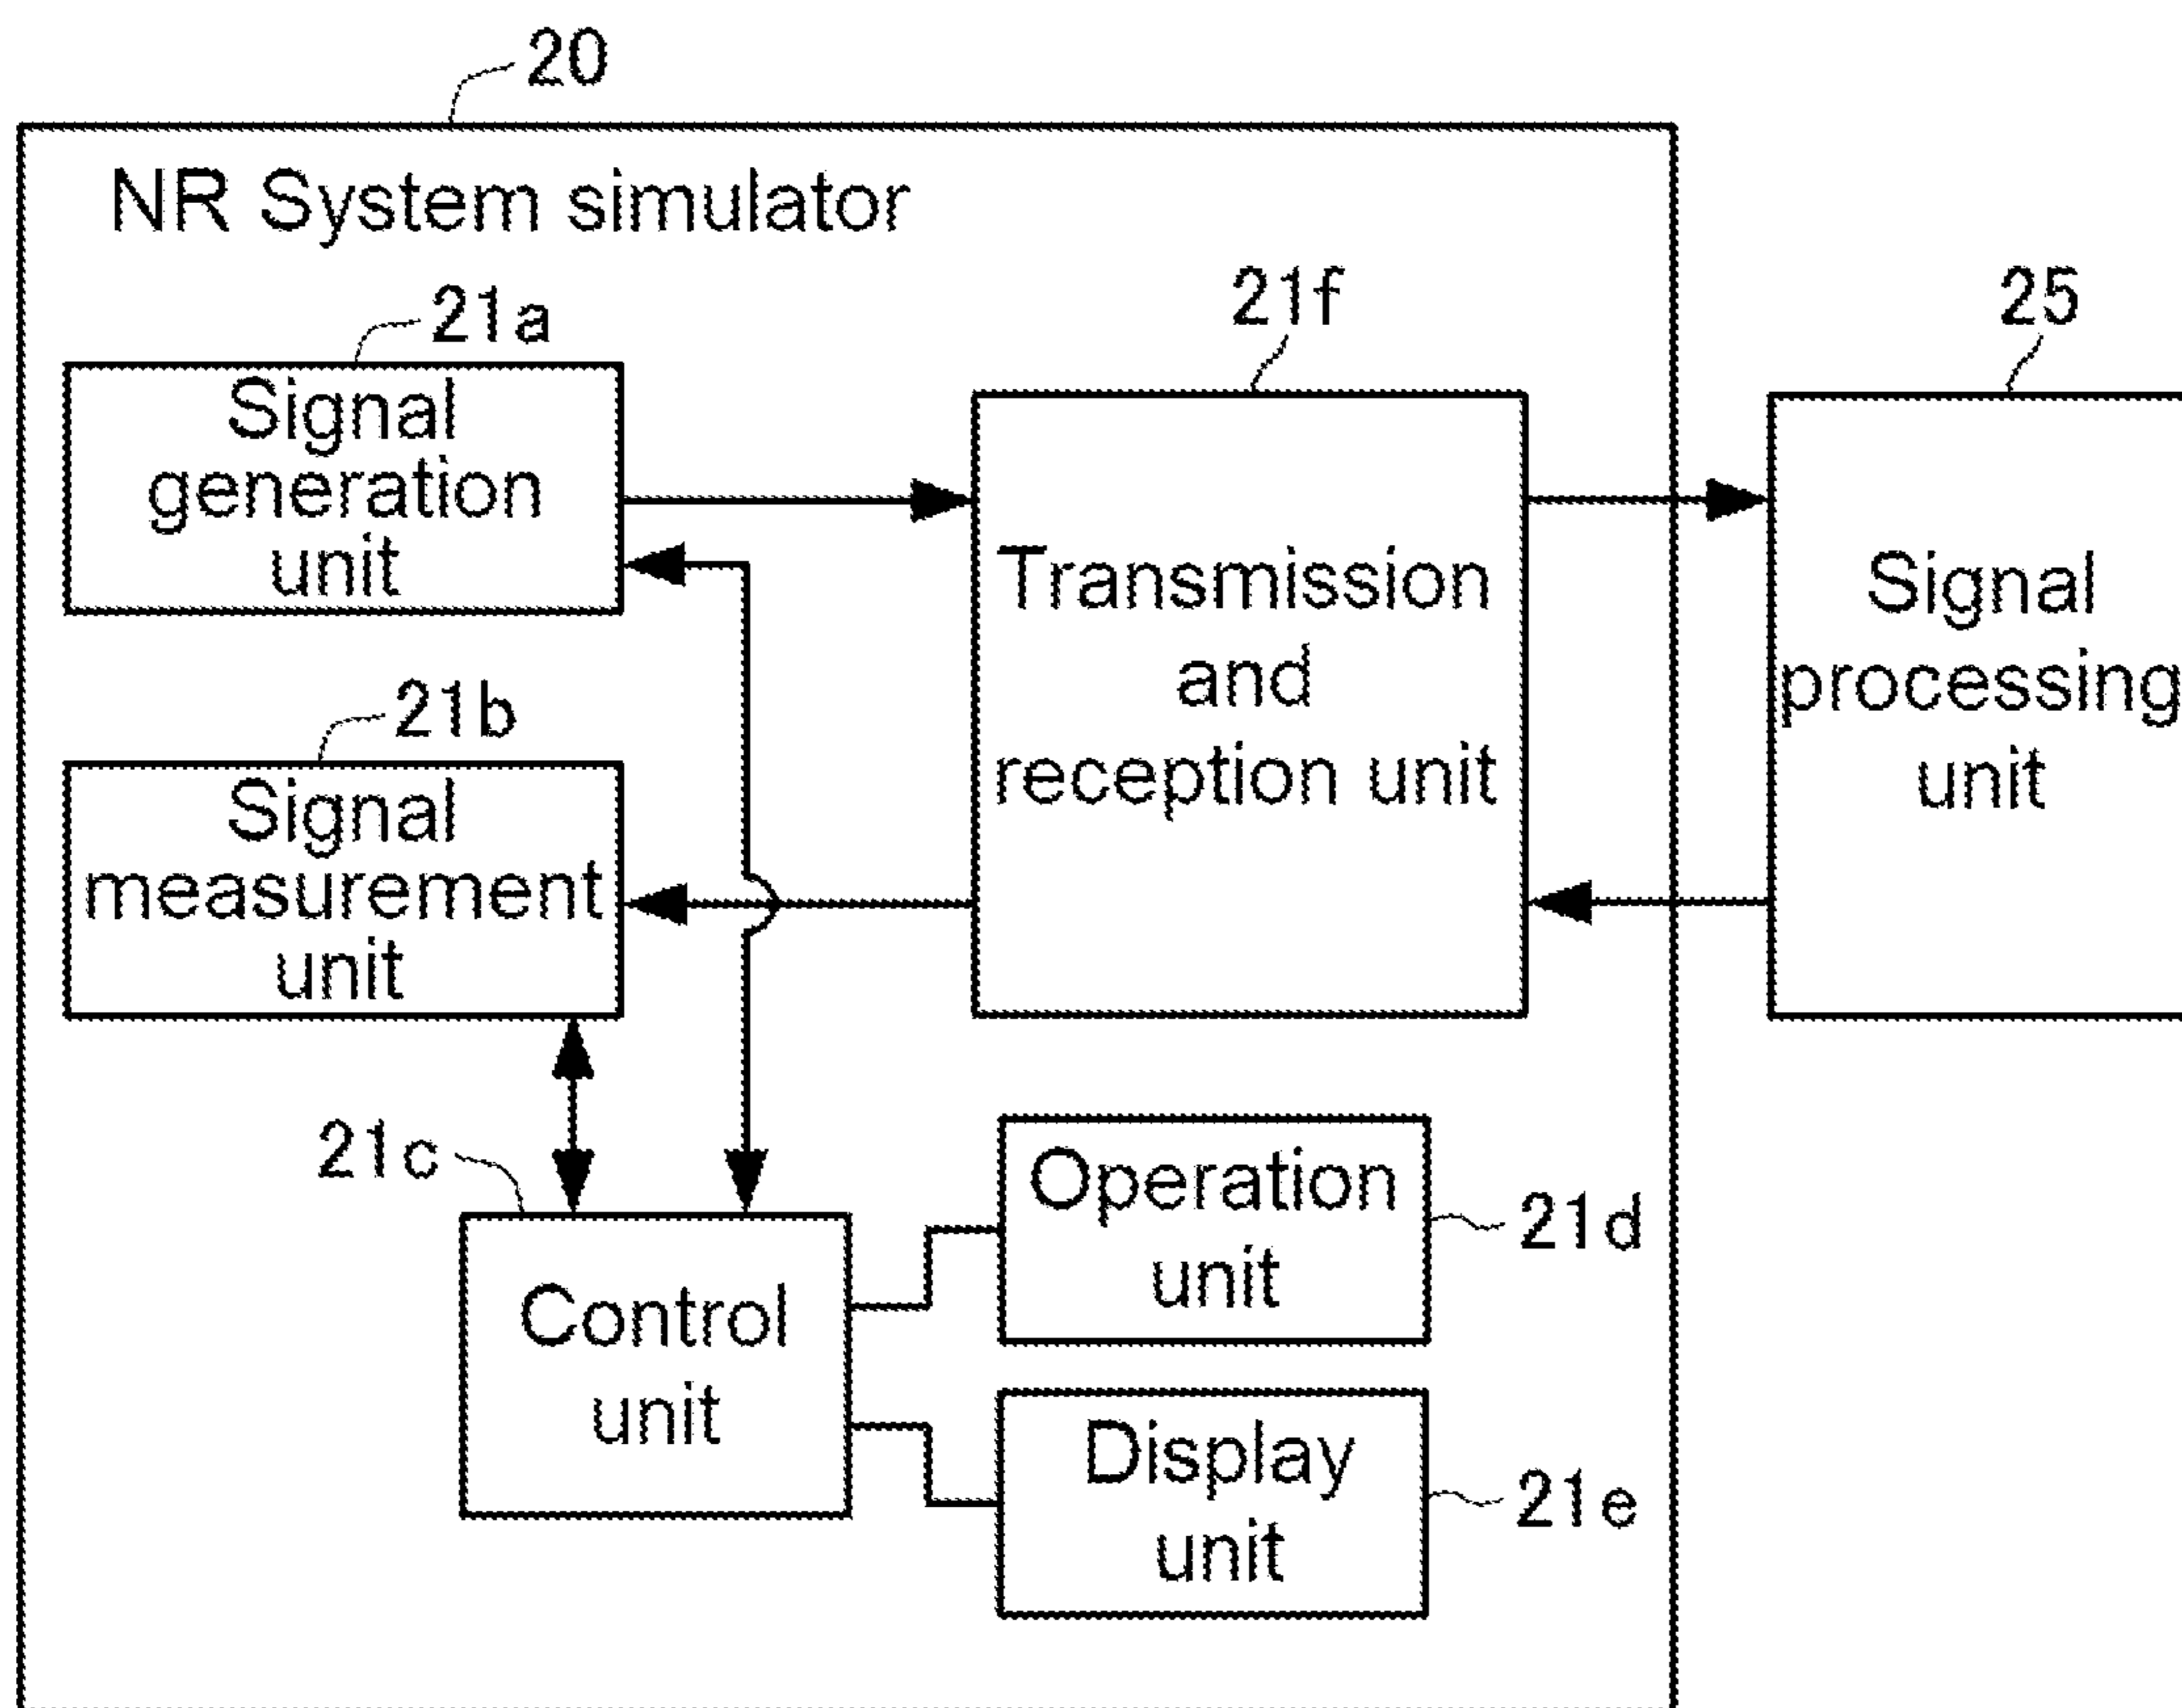 20
NR System simulator
21a
Signal
generation
unit
21f
Transmission
and
reception unit
25
Signal
processing
unit
21b
Signal
measurement
unit
21c
Control
unit
Operation
unit
21d
Display
unit
21e